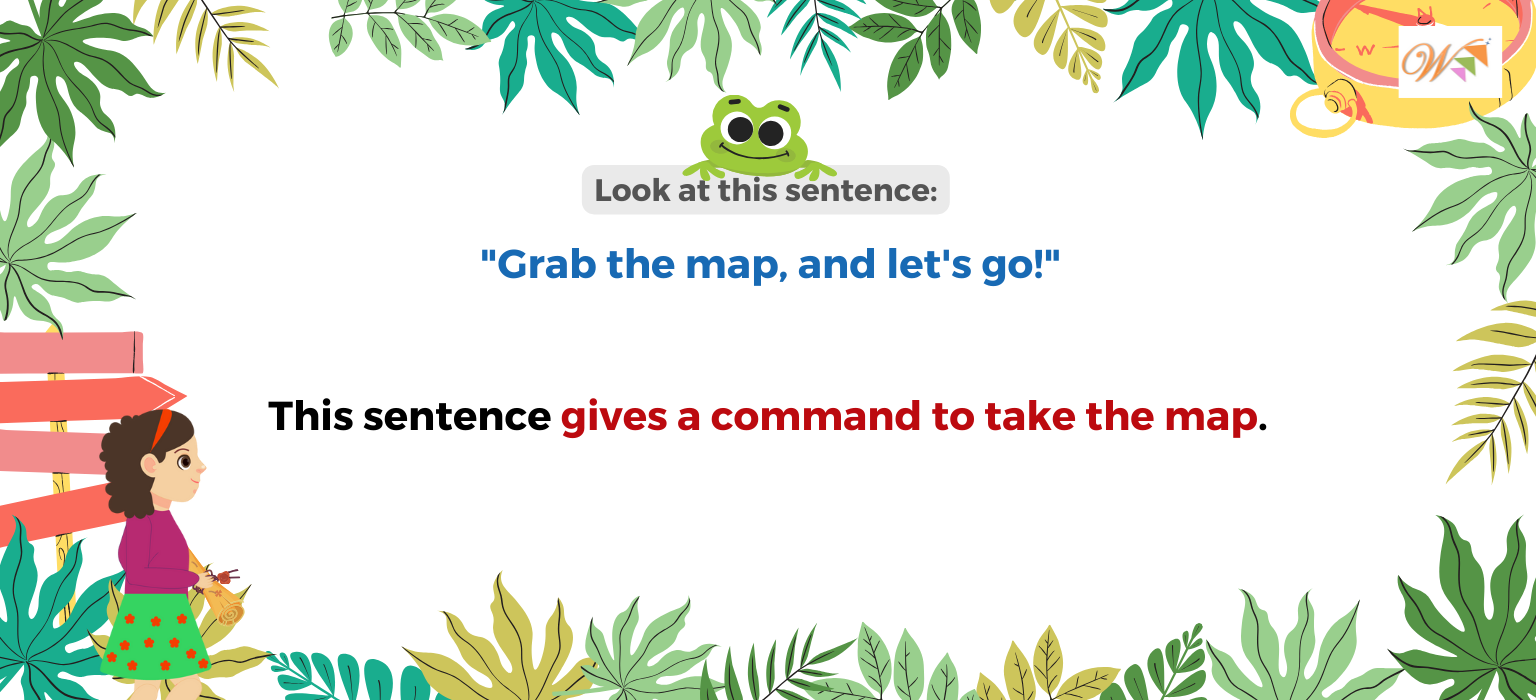 N
W
W
Look at this sentence:
"Grab the map, and let's go!"
This sentence gives a command to take the map.